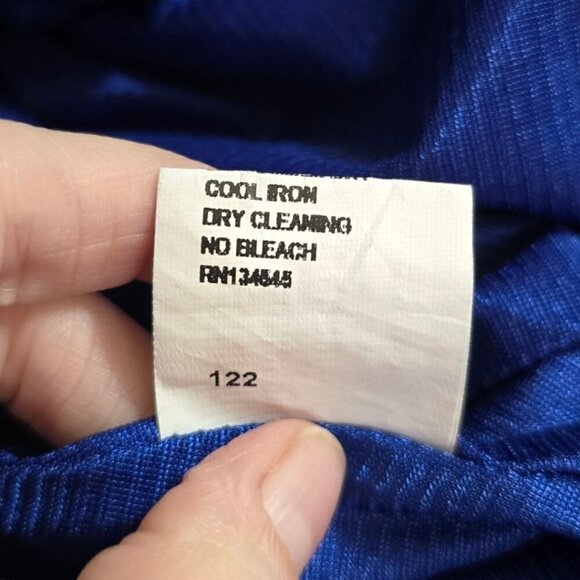 COOL IRON
DRY CLEANING
NO BLEACH
RN134545
122